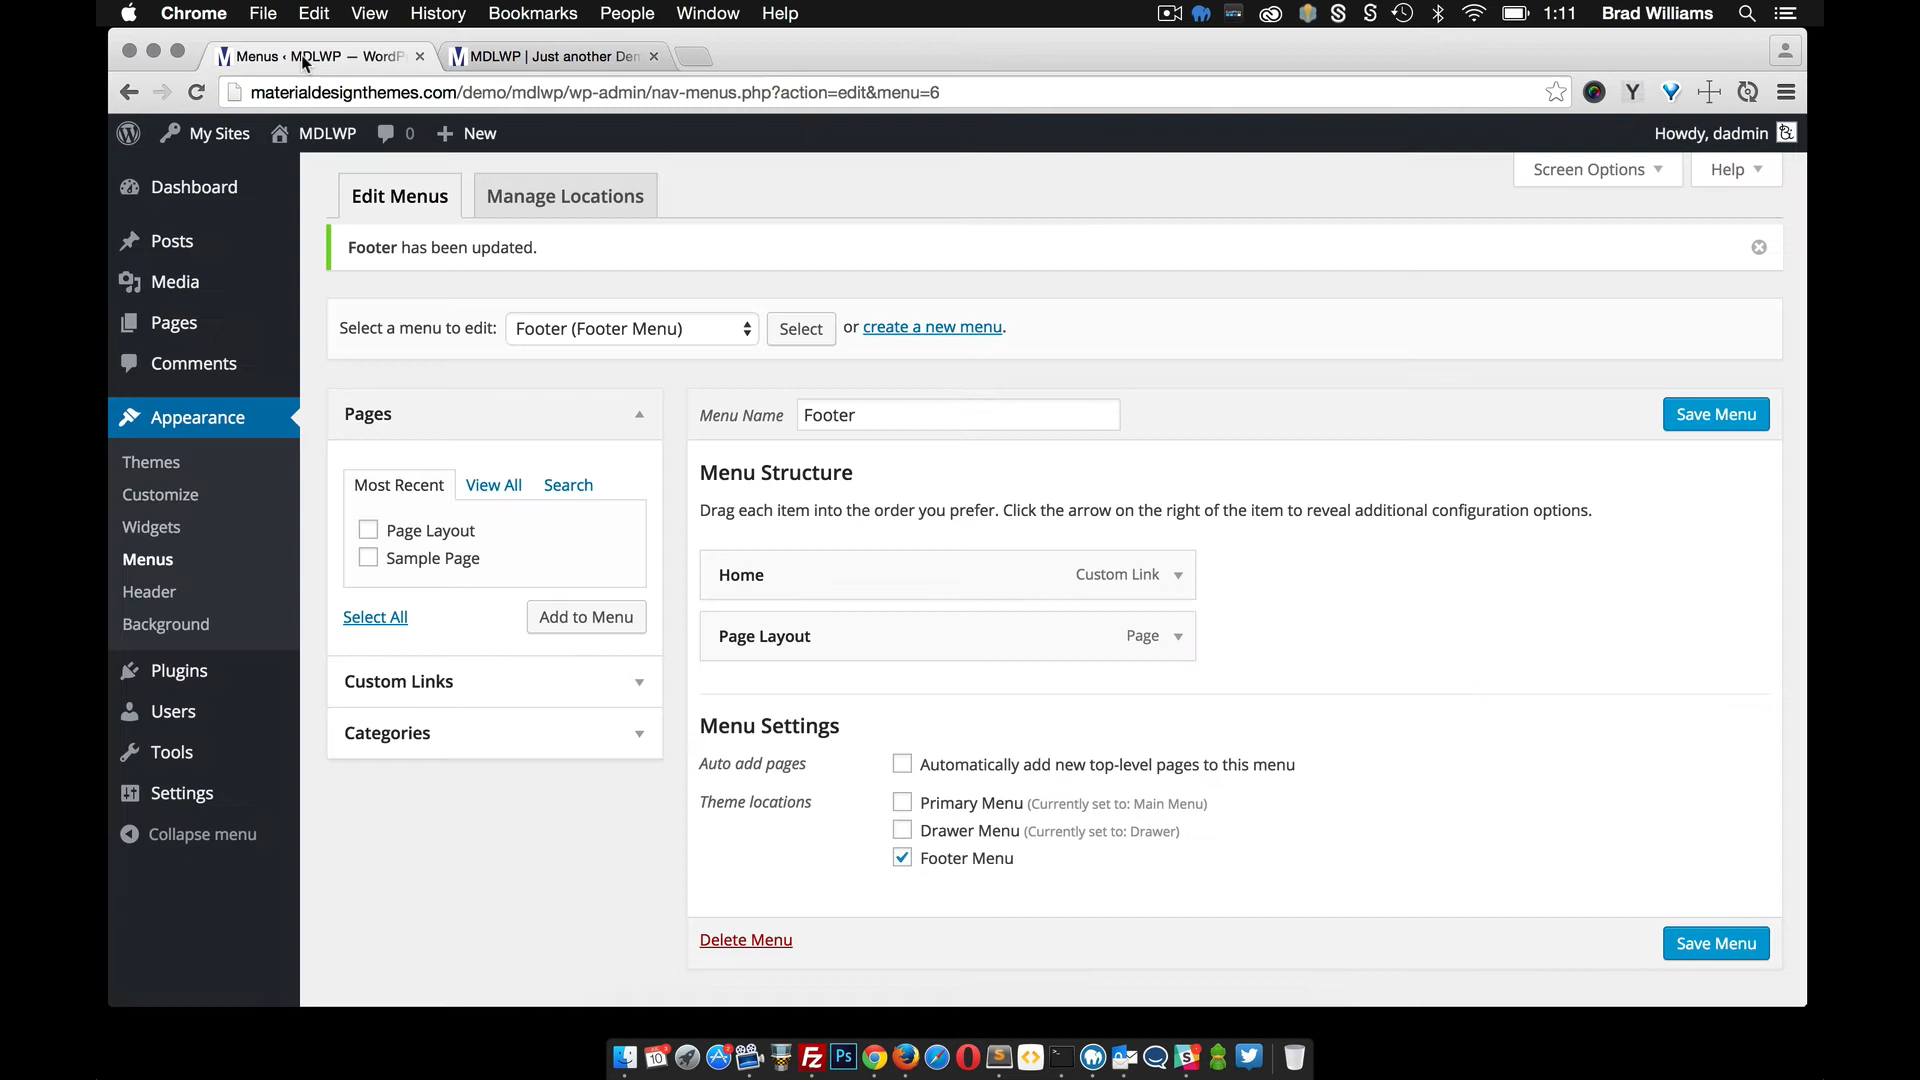 Chrome File Edit View History Bookmarks People Window Help 1:11 Brad Williams
Menus ‹ MDLWP — WordP MDLWP | Just another Dem
materialdesignthemes.com/demo/mdlwp/wp-admin/nav-menus.php?action=edit&menu=6
My Sites MDLWP 0 New Howdy, dadmin
Screen Options Help
Dashboard
Posts
Media
Pages
Comments
Appearance
Themes
Customize
Widgets
Menus
Header
Background
Plugins
Users
Tools
Settings
Collapse menu
Edit Menus Manage Locations
Footer has been updated.
Select a menu to edit: Footer (Footer Menu) Select or create a new menu.
Pages
Most Recent View All Search
Page Layout
Sample Page
Select All Add to Menu
Custom Links
Categories
Menu Name Footer Save Menu
Menu Structure
Drag each item into the order you prefer. Click the arrow on the right of the item to reveal additional configuration options.
Home Custom Link
Page Layout Page
Menu Settings
Auto add pages Automatically add new top-level pages to this menu
Theme locations Primary Menu (Currently set to: Main Menu)
Drawer Menu (Currently set to: Drawer)
Footer Menu
Delete Menu Save Menu
10 Fz Ps